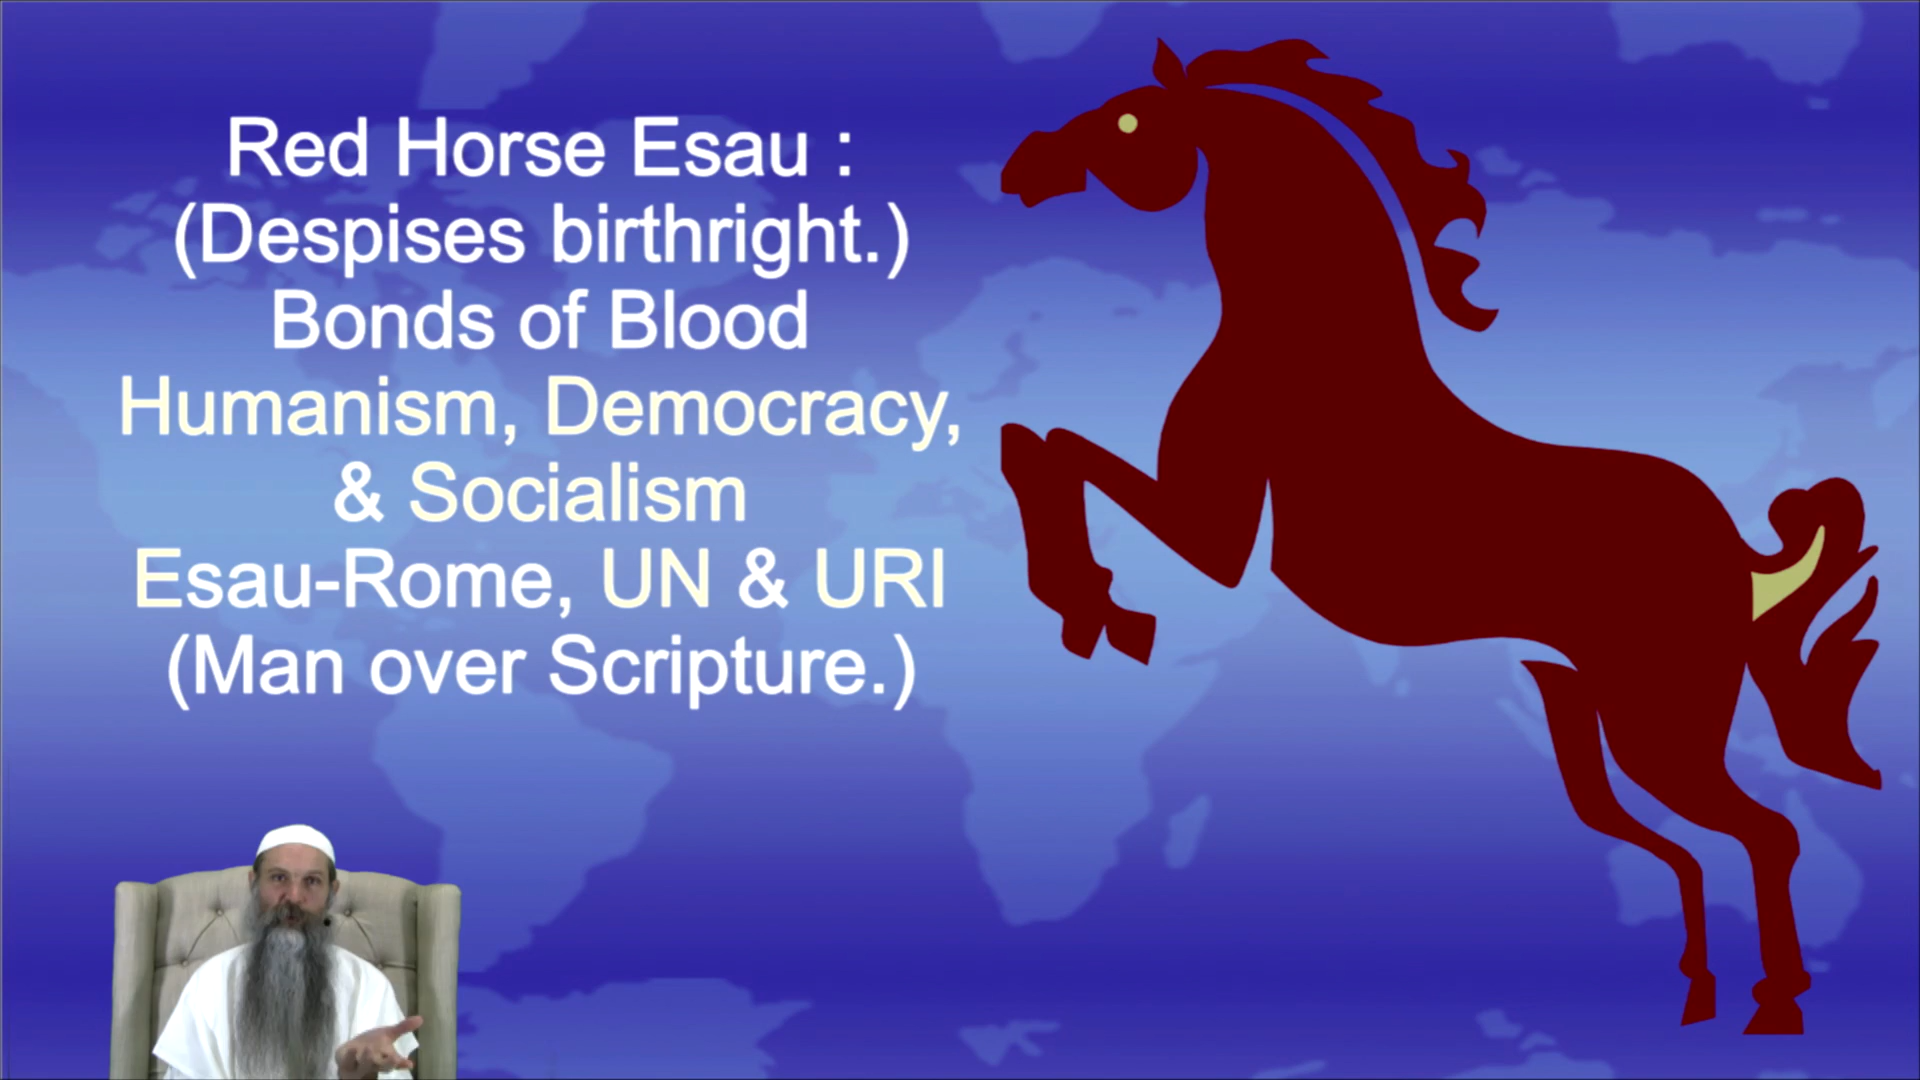 Red Horse Esau :
(Despises birthright.)
Bonds of Blood
Humanism, Democracy,
& Socialism
Esau-Rome, UN & URI
(Man over Scripture.)